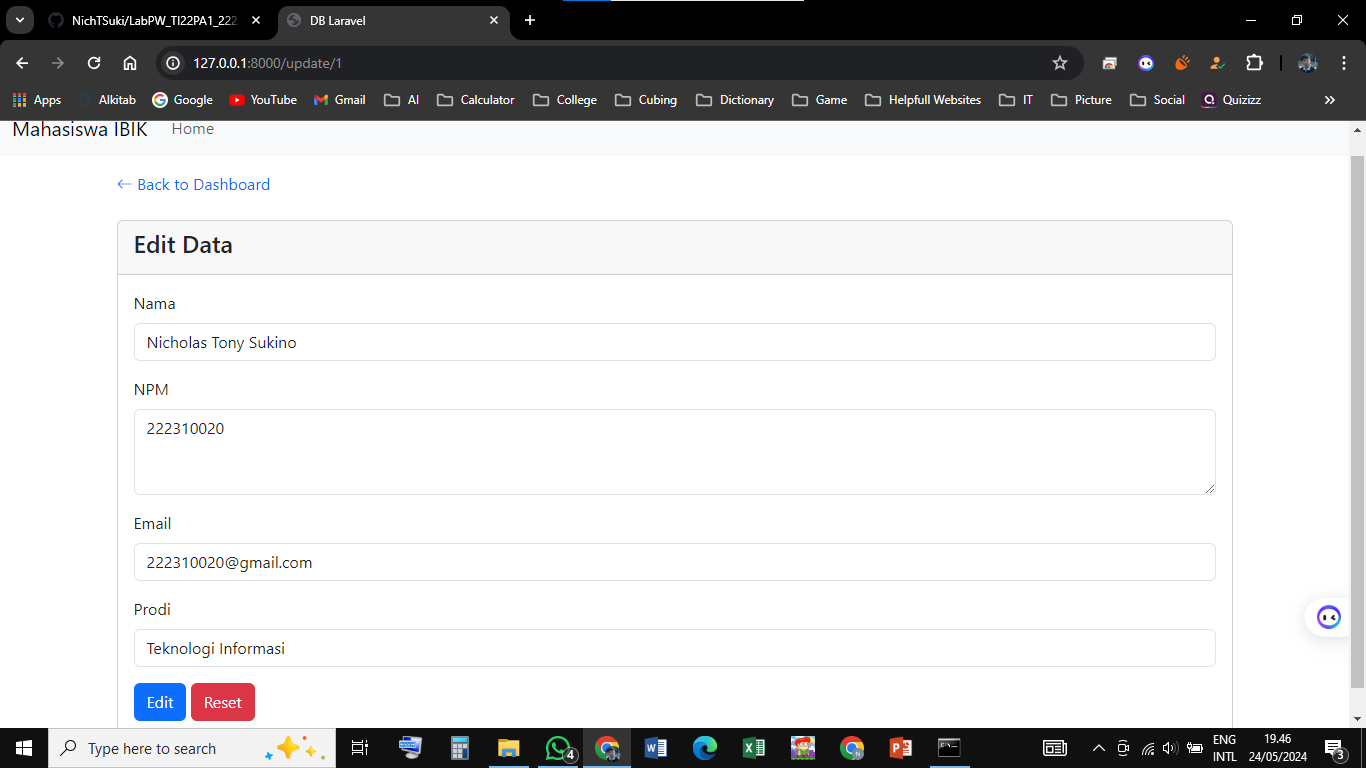 NichTSuki/LabPW_TI22PA1_222
DB Laravel
127.0.0.1:8000/update/1
Apps
Alkitab
Google
YouTube
Gmail
AI
Calculator
College
Cubing
Dictionary
Game
Helpfull Websites
IT
Picture
Social
Quizizz
Mahasiswa IBIK
Home
← Back to Dashboard
Edit Data
Nama
Nicholas Tony Sukino
NPM
222310020
Email
222310020@gmail.com
Prodi
Teknologi Informasi
Edit
Reset
Type here to search
4
ENG
INTL
19.46
24/05/2024
3